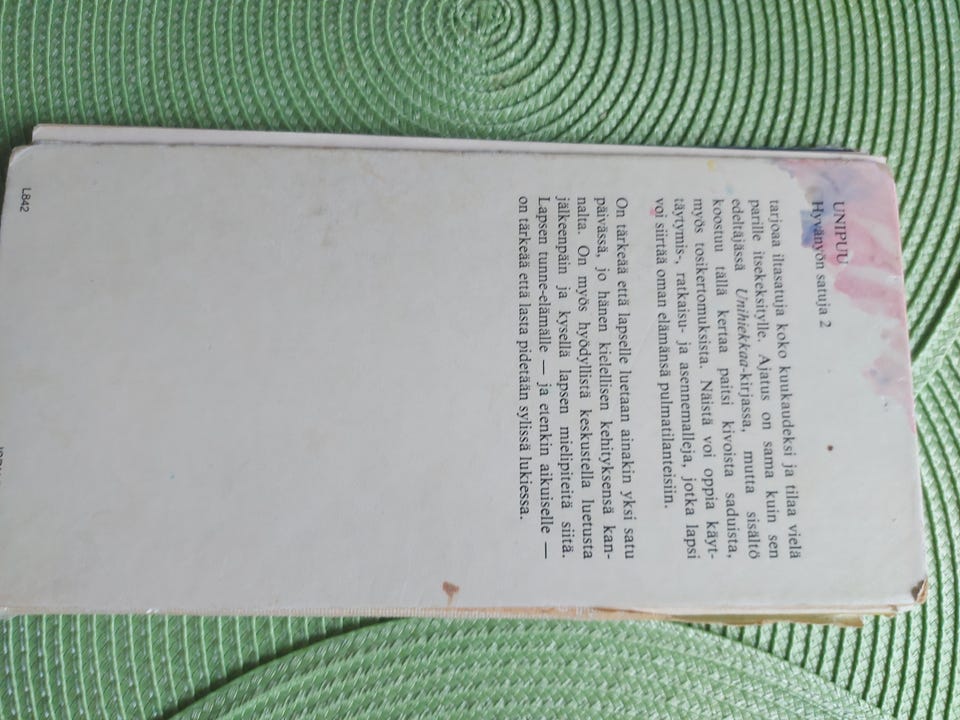 UNIPUU
Hyvänyön satuja 2
tarjoaa iltasatuja koko kuukaudeksi ja tilaa vielä
parille itsekeksitylle. Ajatus on sama kuin sen
edeltäjässä Unihiekkaa-kirjassa, mutta sisältö
koostuu tällä kertaa paitsi kivoista saduista,
myös tosikertomuksista. Näistä voi oppia käyt-
täytymis-, ratkaisu- ja asennemalleja, jotka lapsi
voi siirtää oman elämänsä pulmatilanteisiin.
On tärkeää että lapselle luetaan ainakin yksi satu
päivässä, jo hänen kielellisen kehityksensä kan-
nalta. On myös hyödyllistä keskustella luetusta
jälkeenpäin ja kysellä lapsen mielipiteitä siitä.
Lapsen tunne-elämälle — ja etenkin aikuiselle —
on tärkeää että lasta pidetään sylissä lukiessa.
L842